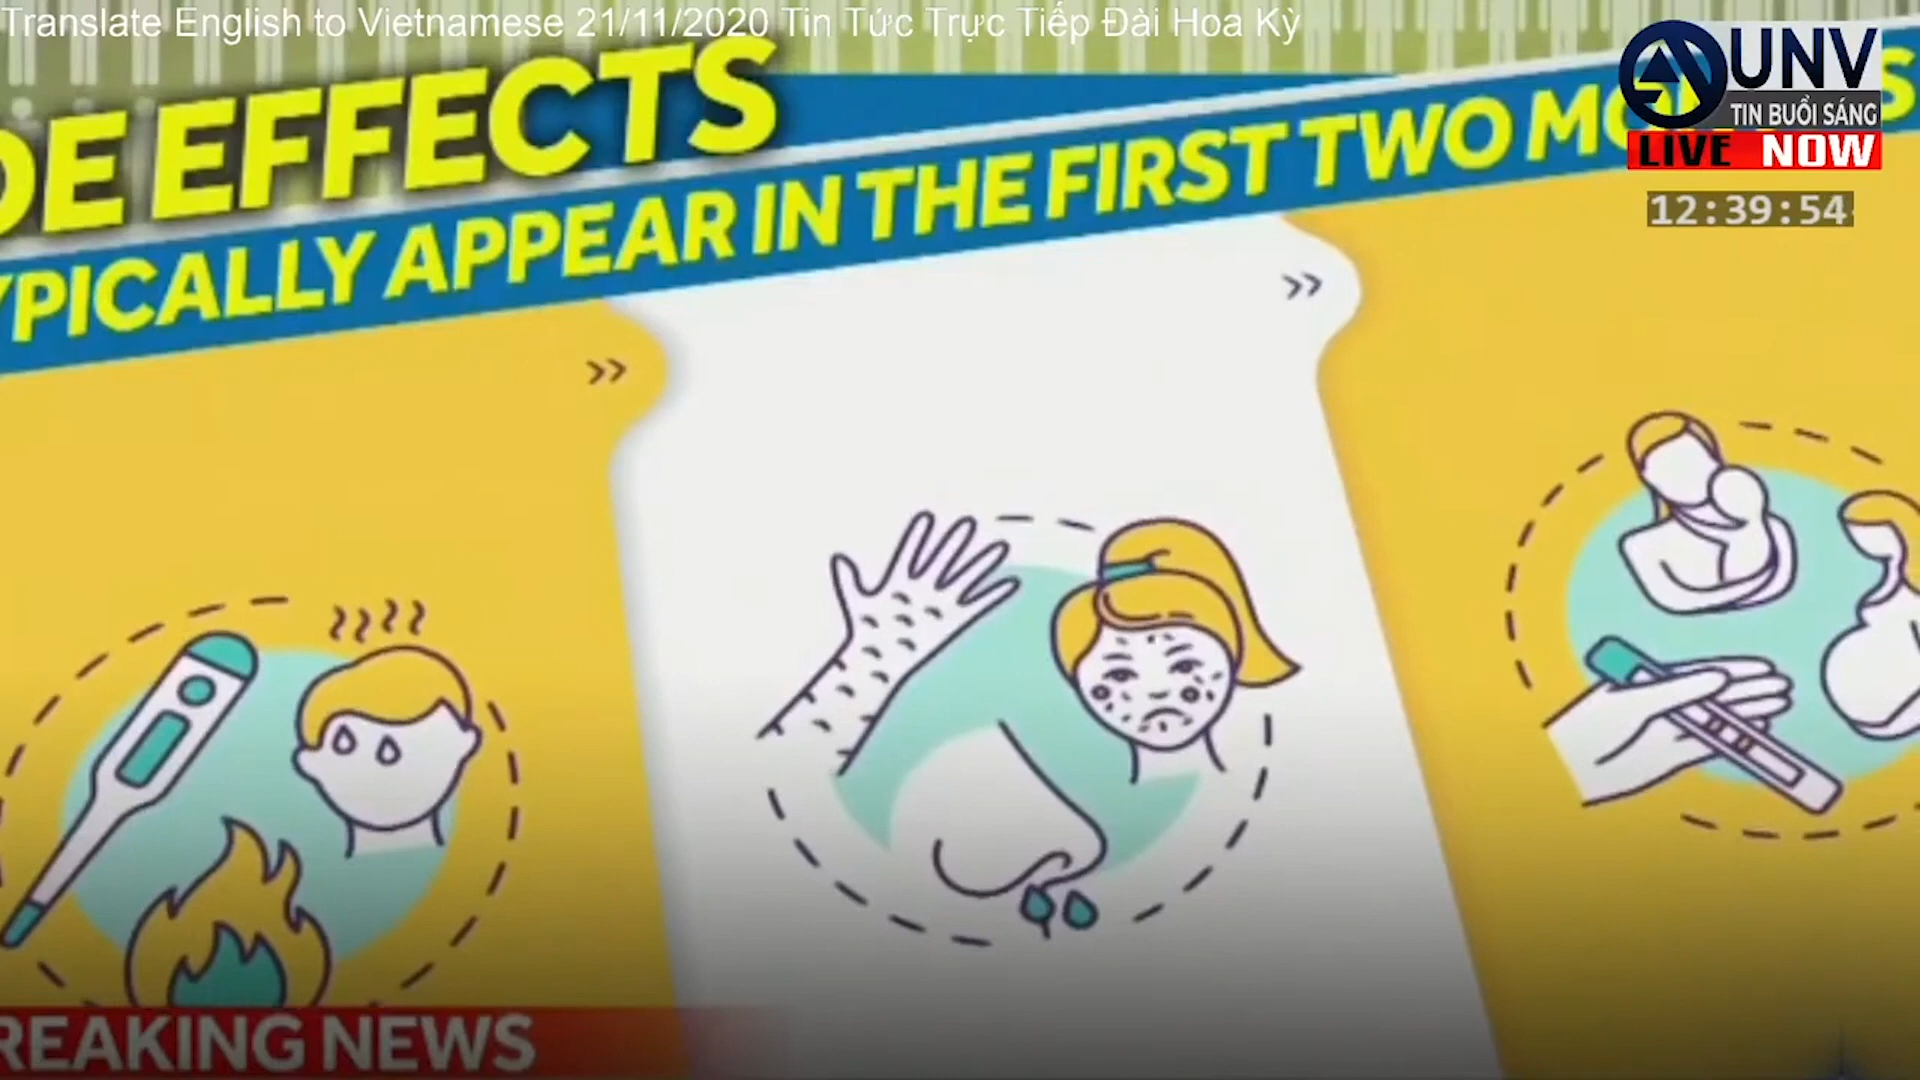 Translate English to Vietnamese 21/11/2020 Tin Tức Trực Tiếp Đài Hoa Kỳ
UNV
TIN BUỔI SÁNG
LIVE NOW
12:39:54
DE EFFECTS
YPICALLY APPEAR IN THE FIRST TWO MO S
REAKING NEWS